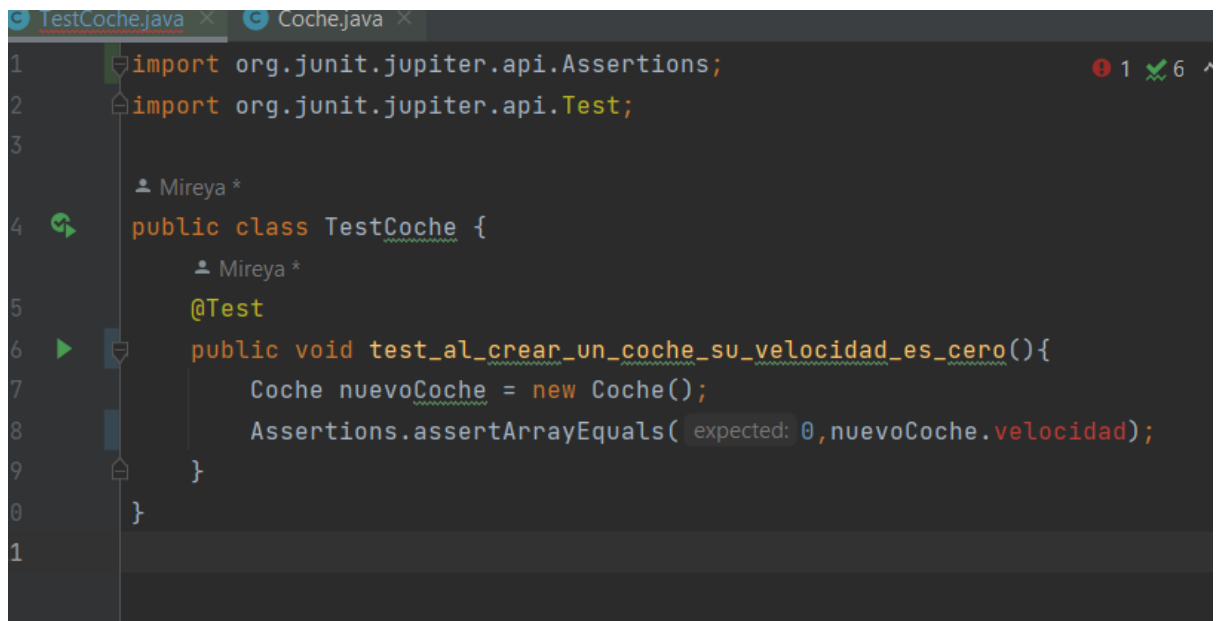 TestCoche.java × Coche.java ×
1 import org.junit.jupiter.api.Assertions; 1 6
2 import org.junit.jupiter.api.Test;
3
Mireya *
4 public class TestCoche {
Mireya *
5 @Test
6 public void test_al_crear_un_coche_su_velocidad_es_cero(){
7 Coche nuevoCoche = new Coche();
8 Assertions.assertArrayEquals( expected: 0,nuevoCoche.velocidad);
9 }
0 }
1